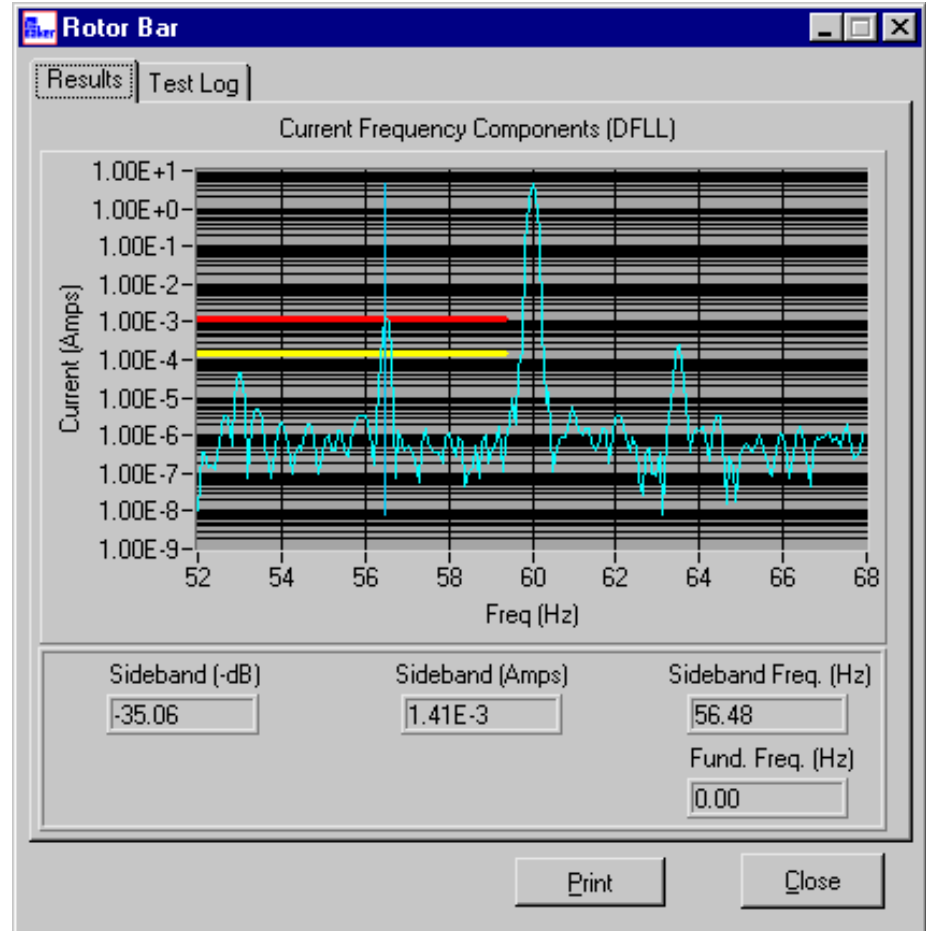 Rotor Bar
Results
Test Log
Current Frequency Components (DFLL)
Current (Amps)
1.00E+1
1.00E+0
1.00E-1
1.00E-2
1.00E-3
1.00E-4
1.00E-5
1.00E-6
1.00E-7
1.00E-8
1.00E-9
52 54 56 58 60 62 64 66 68
Freq (Hz)
Sideband (-dB) Sideband (Amps) Sideband Freq. (Hz)
-35.06 1.41E-3 56.48
Fund. Freq. (Hz)
0.00
Print Close